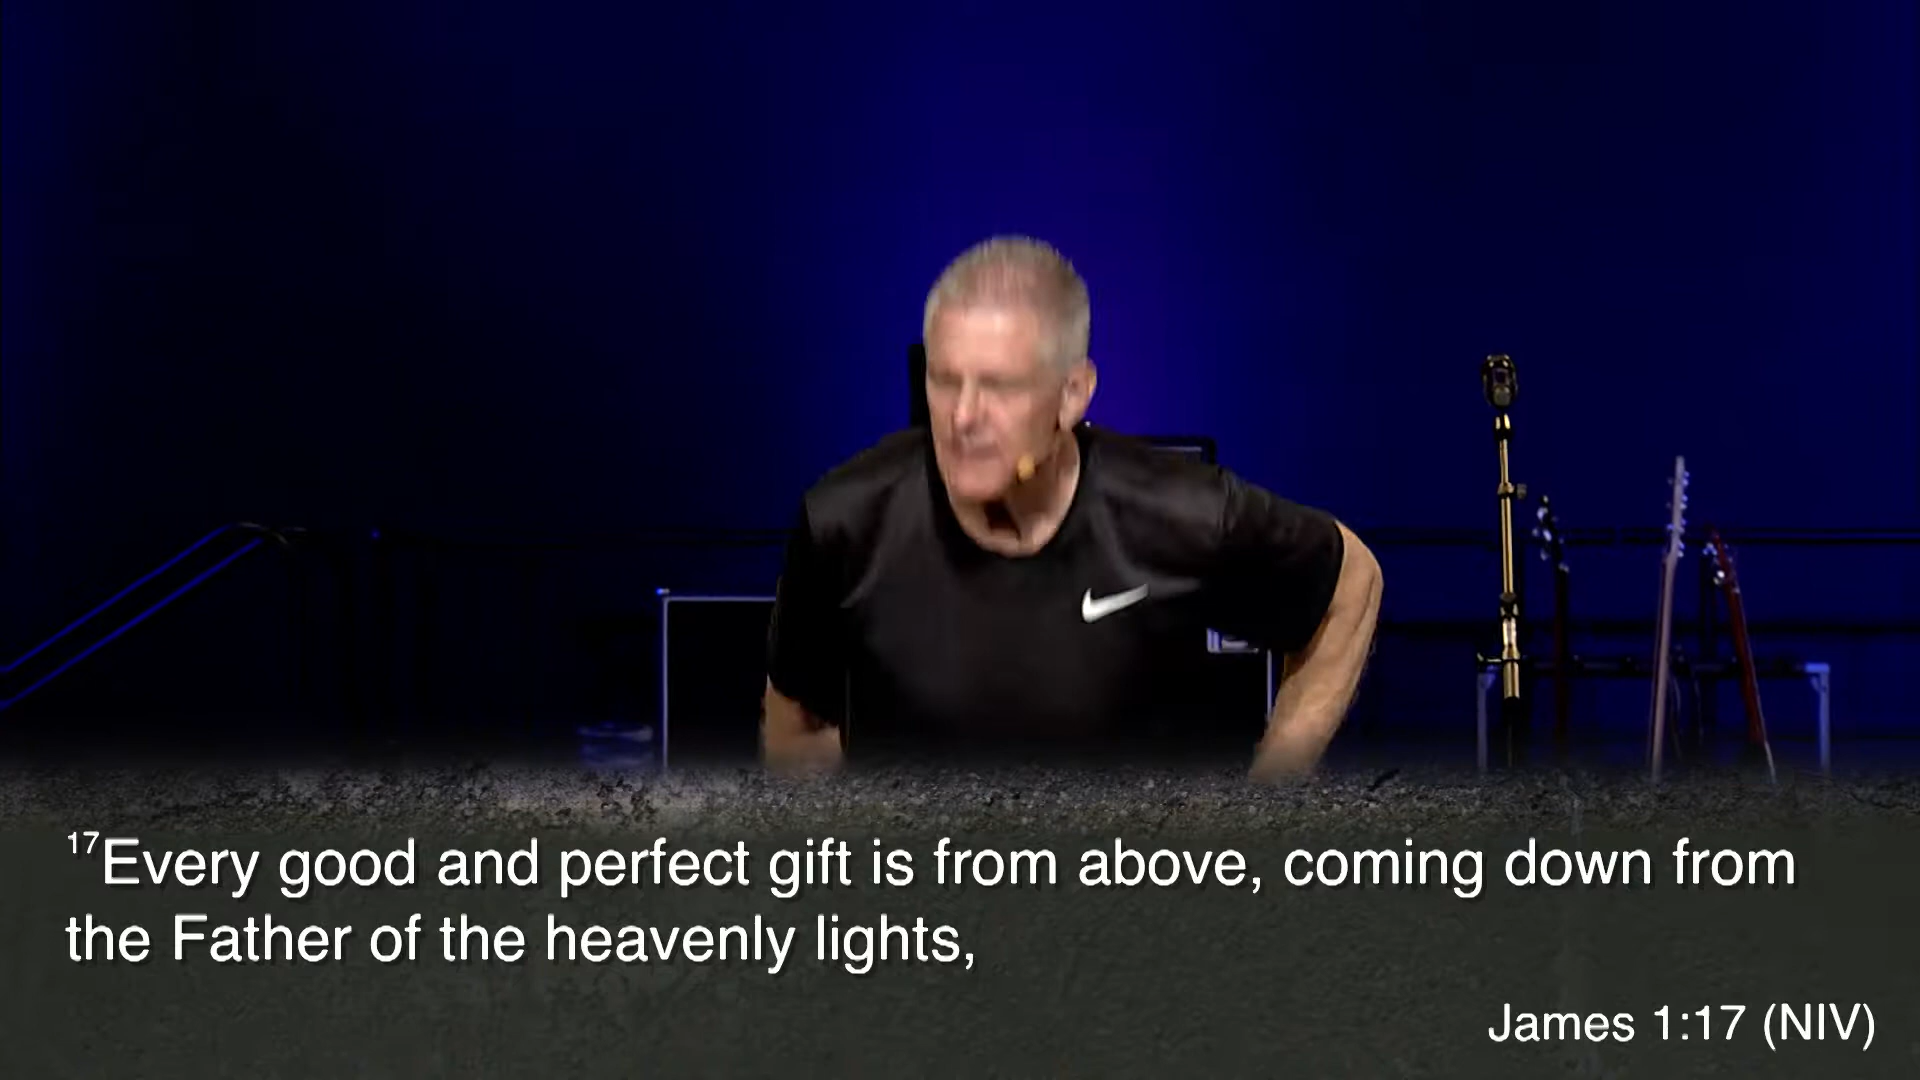 ¹⁷Every good and perfect gift is from above, coming down from
the Father of the heavenly lights,
James 1:17 (NIV)